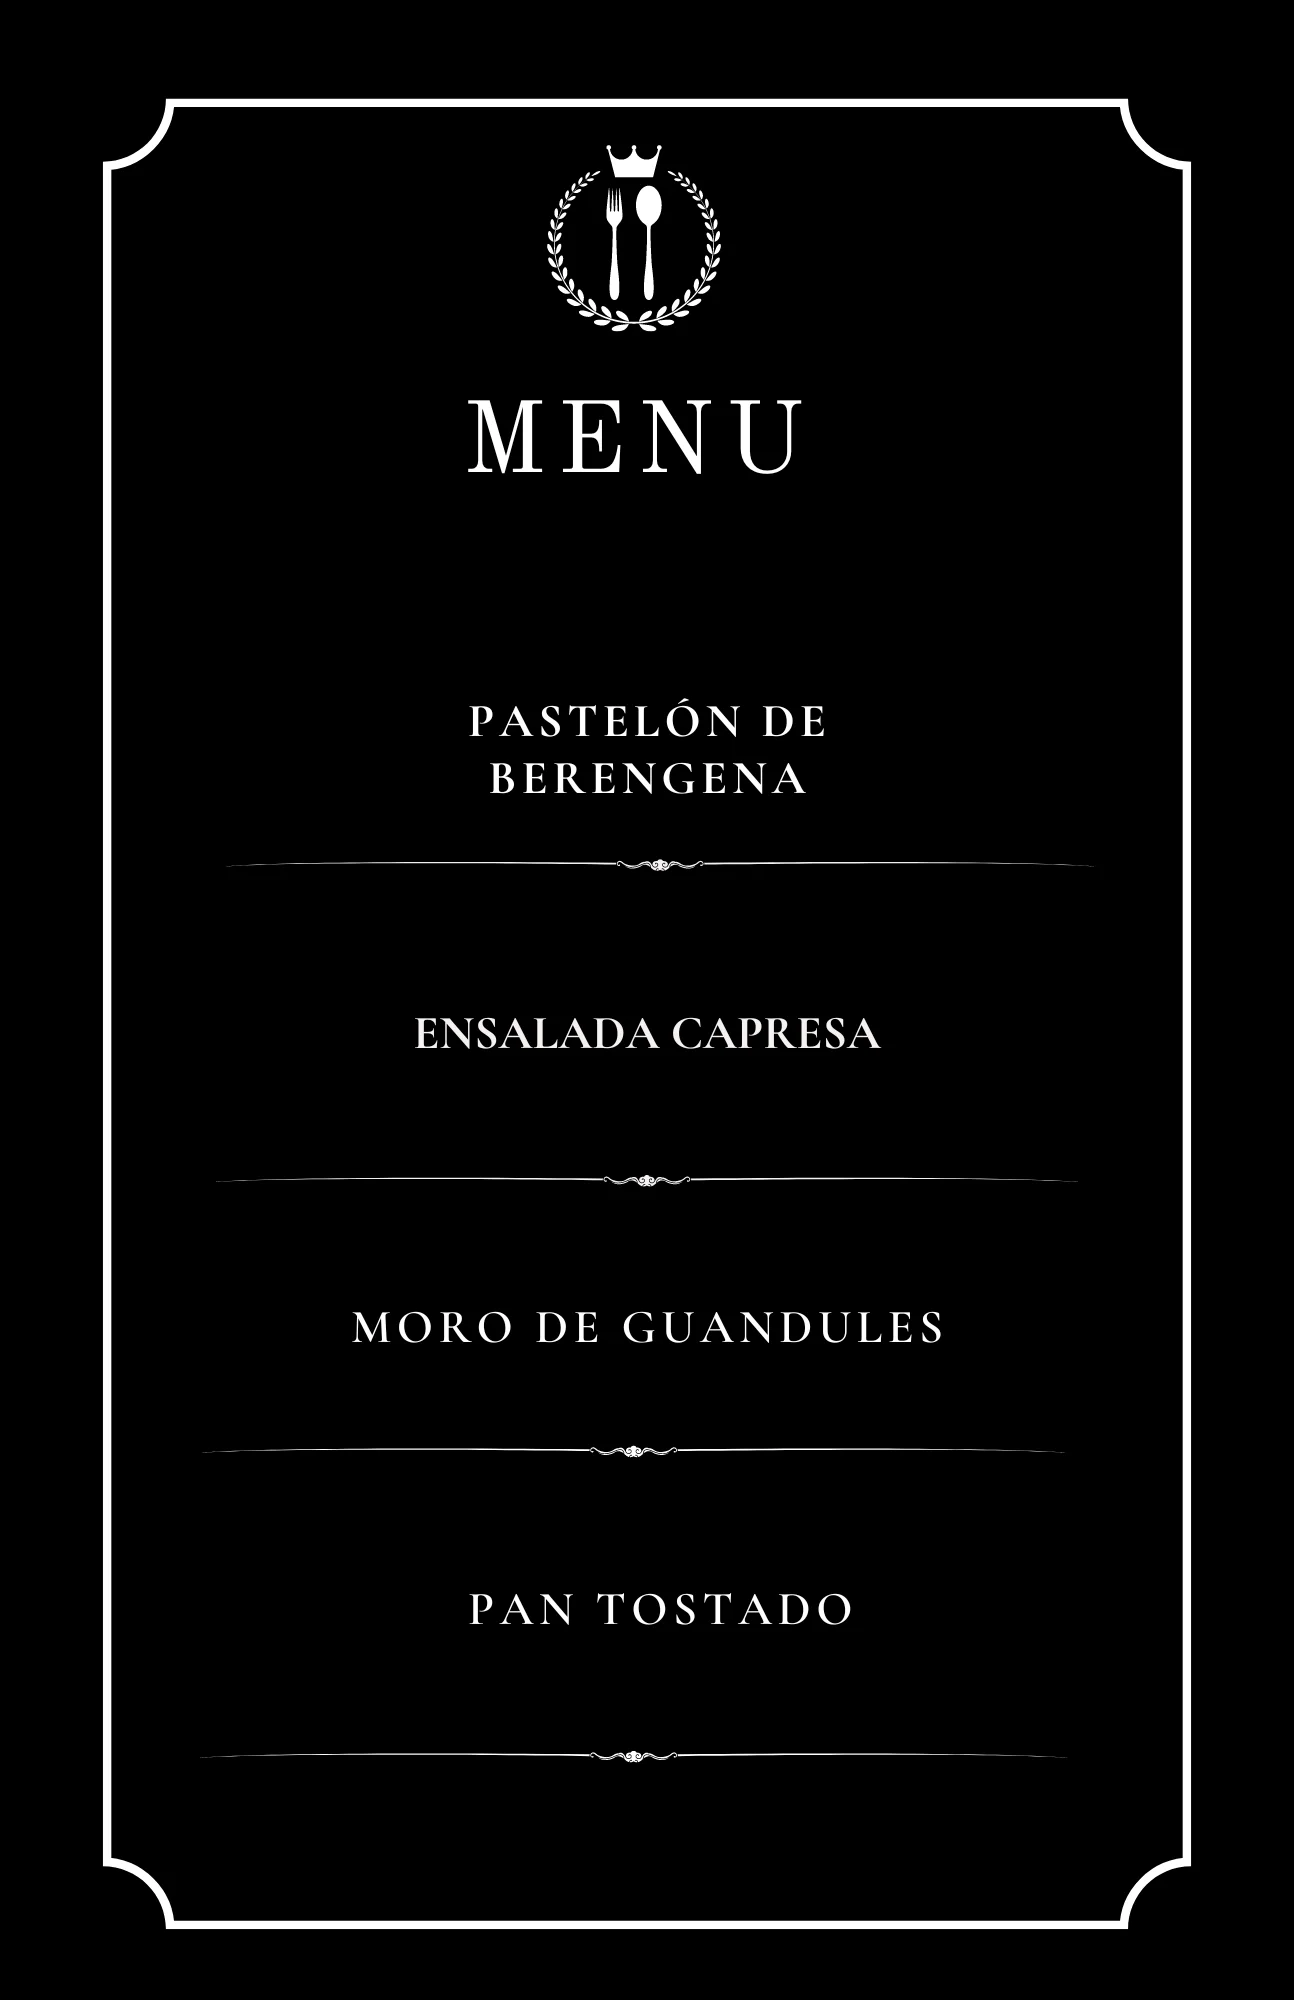 MENU
PASTELÓN DE
BERENGENA
ENSALADA CAPRESA
MORO DE GUANDULES
PAN TOSTADO